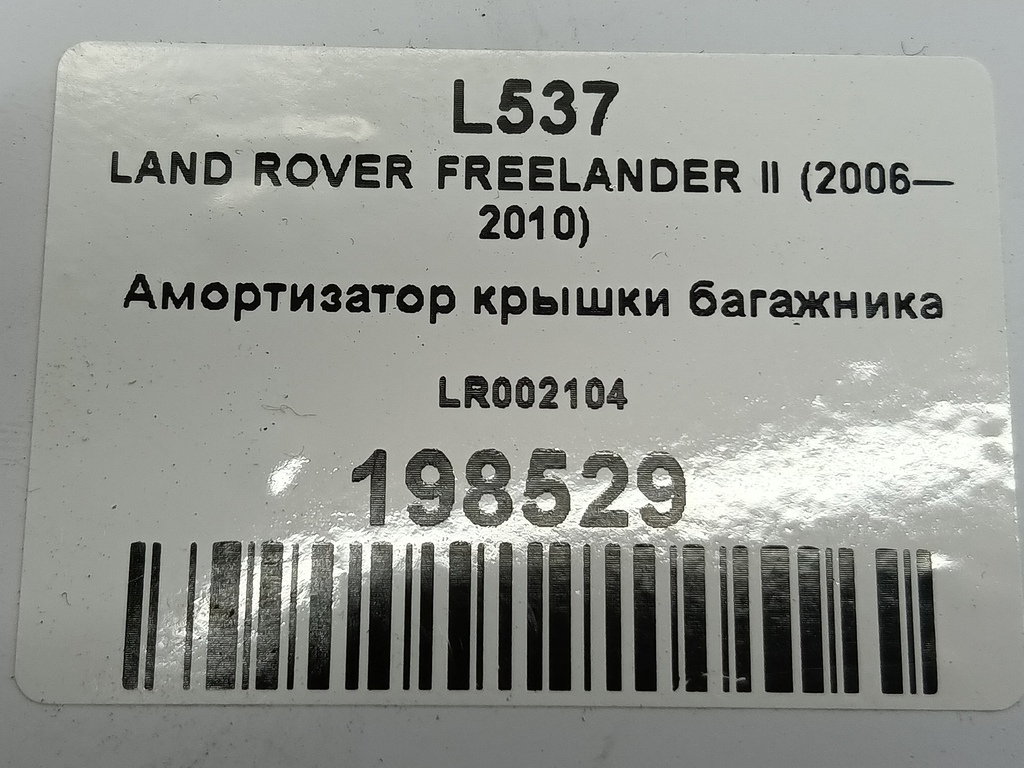 L537
LAND ROVER FREELANDER II (2006—
2010)
Амортизатор крышки багажника
LR002104
198529